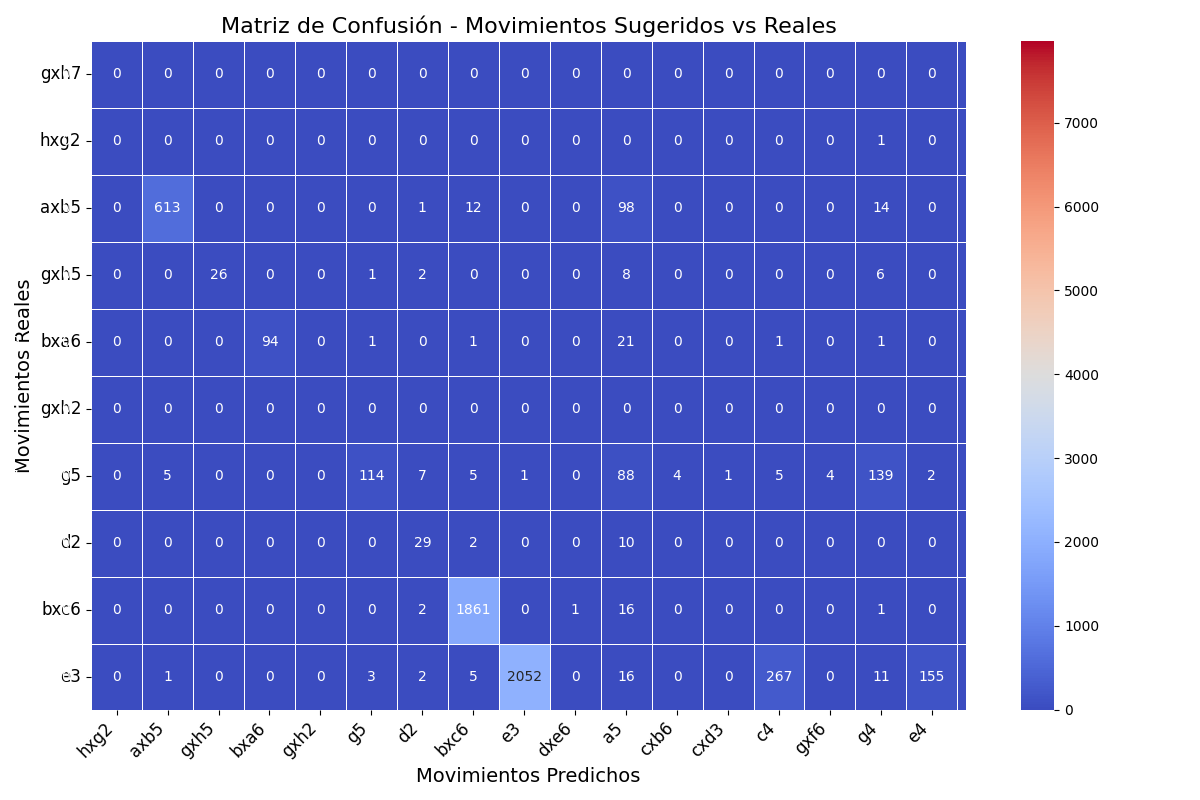 Matriz de Confusión - Movimientos Sugeridos vs Reales
Movimientos Reales
gxh7 0 0 0 0 0 0 0 0 0 0 0 0 0 0 0 0 0
hxg2 0 0 0 0 0 0 0 0 0 0 0 0 0 0 0 1 0
axb5 0 613 0 0 0 0 1 12 0 0 98 0 0 0 0 14 0
gxh5 0 0 26 0 0 1 2 0 0 0 8 0 0 0 0 6 0
bxa6 0 0 0 94 0 1 0 1 0 0 21 0 0 1 0 1 0
gxh2 0 0 0 0 0 0 0 0 0 0 0 0 0 0 0 0 0
g5 0 5 0 0 0 114 7 5 1 0 88 4 1 5 4 139 2
d2 0 0 0 0 0 0 29 2 0 0 10 0 0 0 0 0 0
bxc6 0 0 0 0 0 0 2 1861 0 1 16 0 0 0 0 1 0
e3 0 1 0 0 0 3 2 5 2052 0 16 0 0 267 0 11 155
hxg2 axb5 gxh5 bxa6 gxh2 g5 d2 bxc6 e3 dxe6 a5 cxb6 cxd3 c4 gxf6 g4 e4
Movimientos Predichos
7000
6000
5000
4000
3000
2000
1000
0